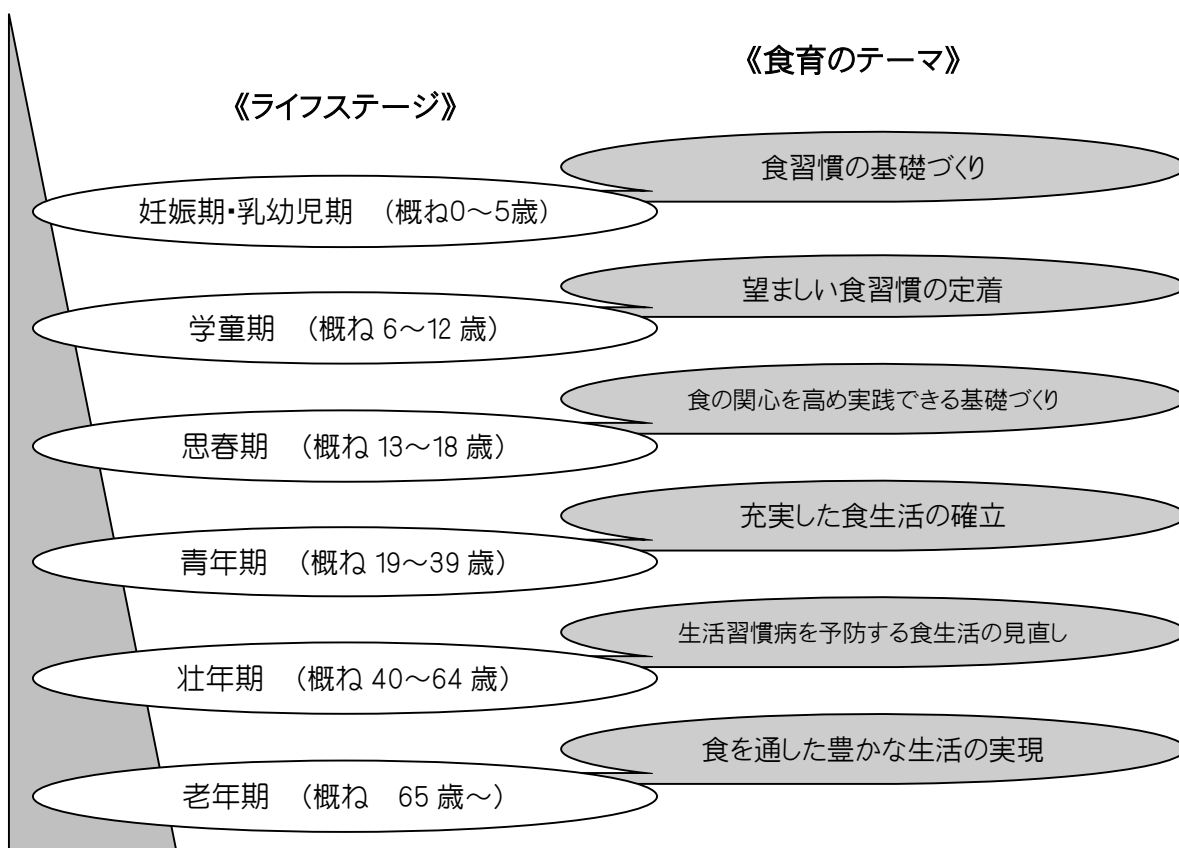 《食育のテーマ》
《ライフステージ》
食習慣の基礎づくり
妊娠期・乳幼児期 （概ね0～5歳）
望ましい食習慣の定着
学童期 （概ね 6～12 歳）
食の関心を高め実践できる基礎づくり
思春期 （概ね 13～18 歳）
充実した食生活の確立
青年期 （概ね 19～39 歳）
生活習慣病を予防する食生活の見直し
壮年期 （概ね 40～64 歳）
食を通した豊かな生活の実現
老年期 （概ね　65 歳～）